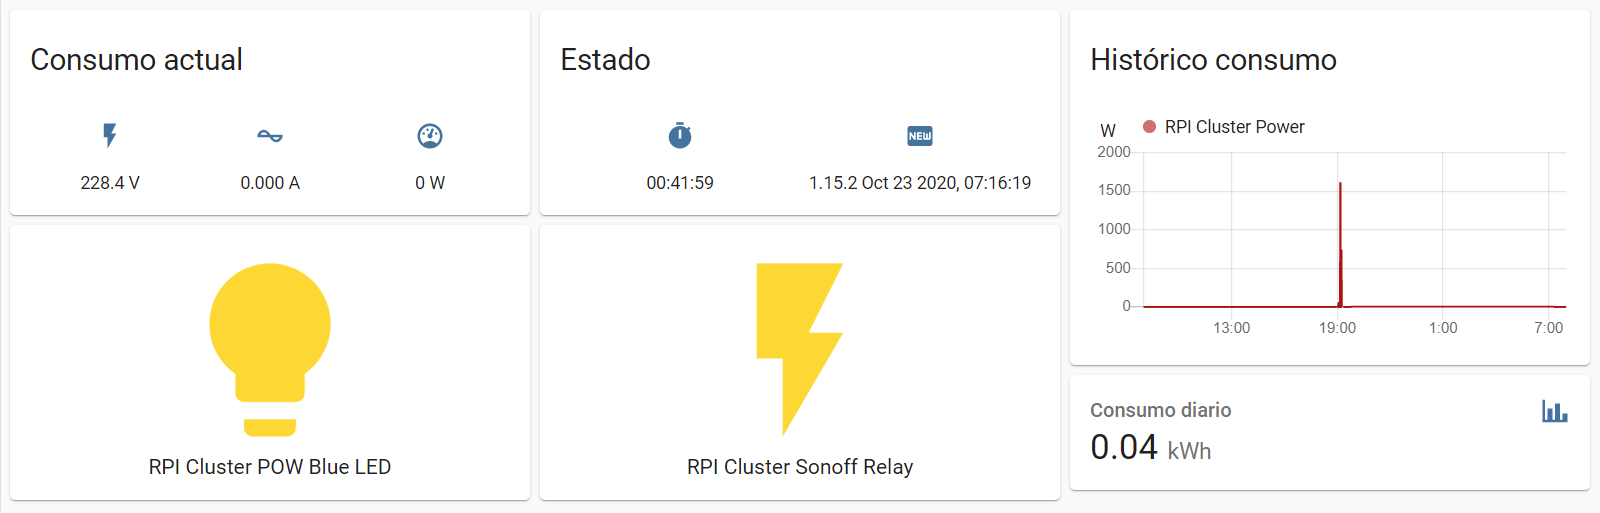 Consumo actual
228.4 V
0.000 A
0 W
Estado
NEW
00:41:59
1.15.2 Oct 23 2020, 07:16:19
Histórico consumo
W
RPI Cluster Power
2000
1500
1000
500
0
13:00
19:00
1:00
7:00
RPI Cluster POW Blue LED
RPI Cluster Sonoff Relay
Consumo diario
0.04 kWh